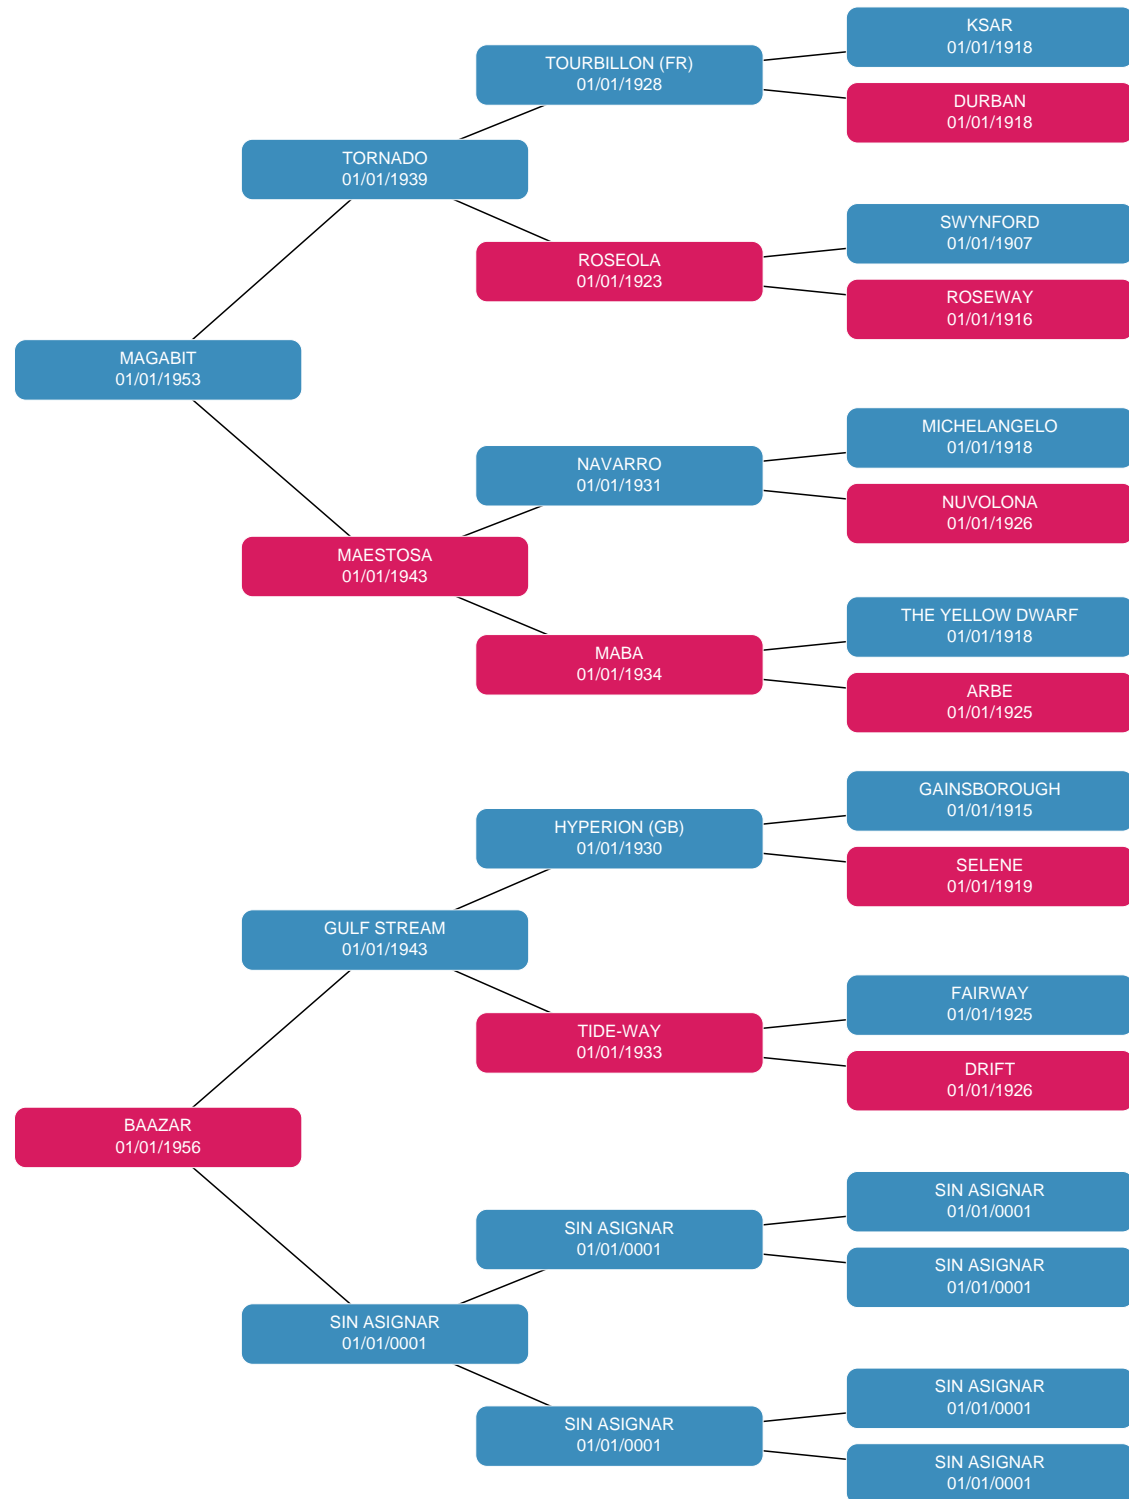 KSAR
01/01/1918
TOURBILLON (FR)
01/01/1928
DURBAN
01/01/1918
TORNADO
01/01/1939
SWYNFORD
01/01/1907
ROSEOLA
01/01/1923
ROSEWAY
01/01/1916
MAGABIT
01/01/1953
MICHELANGELO
01/01/1918
NAVARRO
01/01/1931
NUVOLONA
01/01/1926
MAESTOSA
01/01/1943
THE YELLOW DWARF
01/01/1918
MABA
01/01/1934
ARBE
01/01/1925
GAINSBOROUGH
01/01/1915
HYPERION (GB)
01/01/1930
SELENE
01/01/1919
GULF STREAM
01/01/1943
FAIRWAY
01/01/1925
TIDE-WAY
01/01/1933
DRIFT
01/01/1926
BAAZAR
01/01/1956
SIN ASIGNAR
01/01/0001
SIN ASIGNAR
01/01/0001
SIN ASIGNAR
01/01/0001
SIN ASIGNAR
01/01/0001
SIN ASIGNAR
01/01/0001
SIN ASIGNAR
01/01/0001
SIN ASIGNAR
01/01/0001